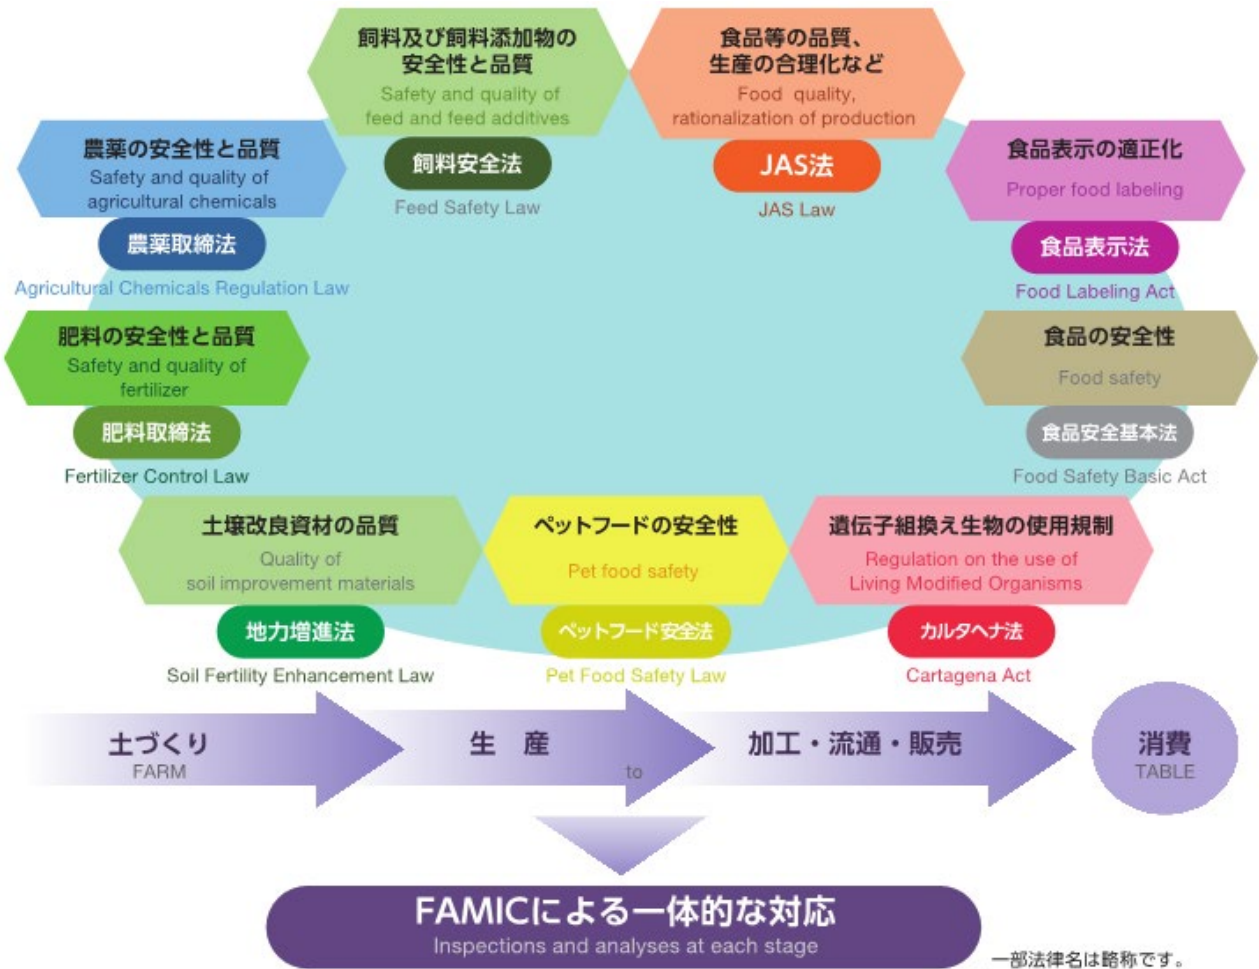 飼料及び飼料添加物の
安全性と品質
Safety and quality of
feed and feed additives
飼料安全法
Feed Safety Law
食品等の品質、
生産の合理化など
Food quality,
rationalization of production
JAS法
JAS Law
農薬の安全性と品質
Safety and quality of
agricultural chemicals
農薬取締法
Agricultural Chemicals Regulation Law
食品表示の適正化
Proper food labeling
食品表示法
Food Labeling Act
肥料の安全性と品質
Safety and quality of
fertilizer
肥料取締法
Fertilizer Control Law
食品の安全性
Food safety
食品安全基本法
Food Safety Basic Act
土壌改良資材の品質
Quality of
soil improvement materials
地力増進法
Soil Fertility Enhancement Law
ペットフードの安全性
Pet food safety
ペットフード安全法
Pet Food Safety Law
遺伝子組換え生物の使用規制
Regulation on the use of
Living Modified Organisms
カルタヘナ法
Cartagena Act
土づくり
FARM
生 産
to
加工・流通・販売
消費
TABLE
FAMICによる一体的な対応
Inspections and analyses at each stage
一部法律名は略称です。